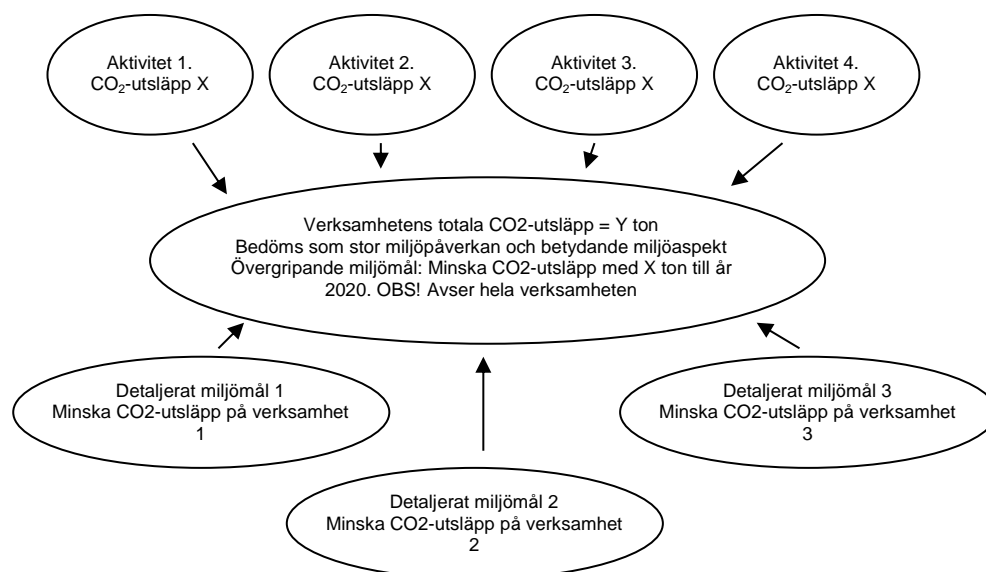 Aktivitet 1.
CO₂-utsläpp X
Aktivitet 2.
CO₂-utsläpp X
Aktivitet 3.
CO₂-utsläpp X
Aktivitet 4.
CO₂-utsläpp X
Verksamhetens totala CO2-utsläpp = Y ton
Bedöms som stor miljöpåverkan och betydande miljöaspekt
Övergripande miljömål: Minska CO2-utsläpp med X ton till år
2020. OBS! Avser hela verksamheten
Detaljerat miljömål 1
Minska CO2-utsläpp på verksamhet
1
Detaljerat miljömål 3
Minska CO2-utsläpp på verksamhet
3
Detaljerat miljömål 2
Minska CO2-utsläpp på verksamhet
2